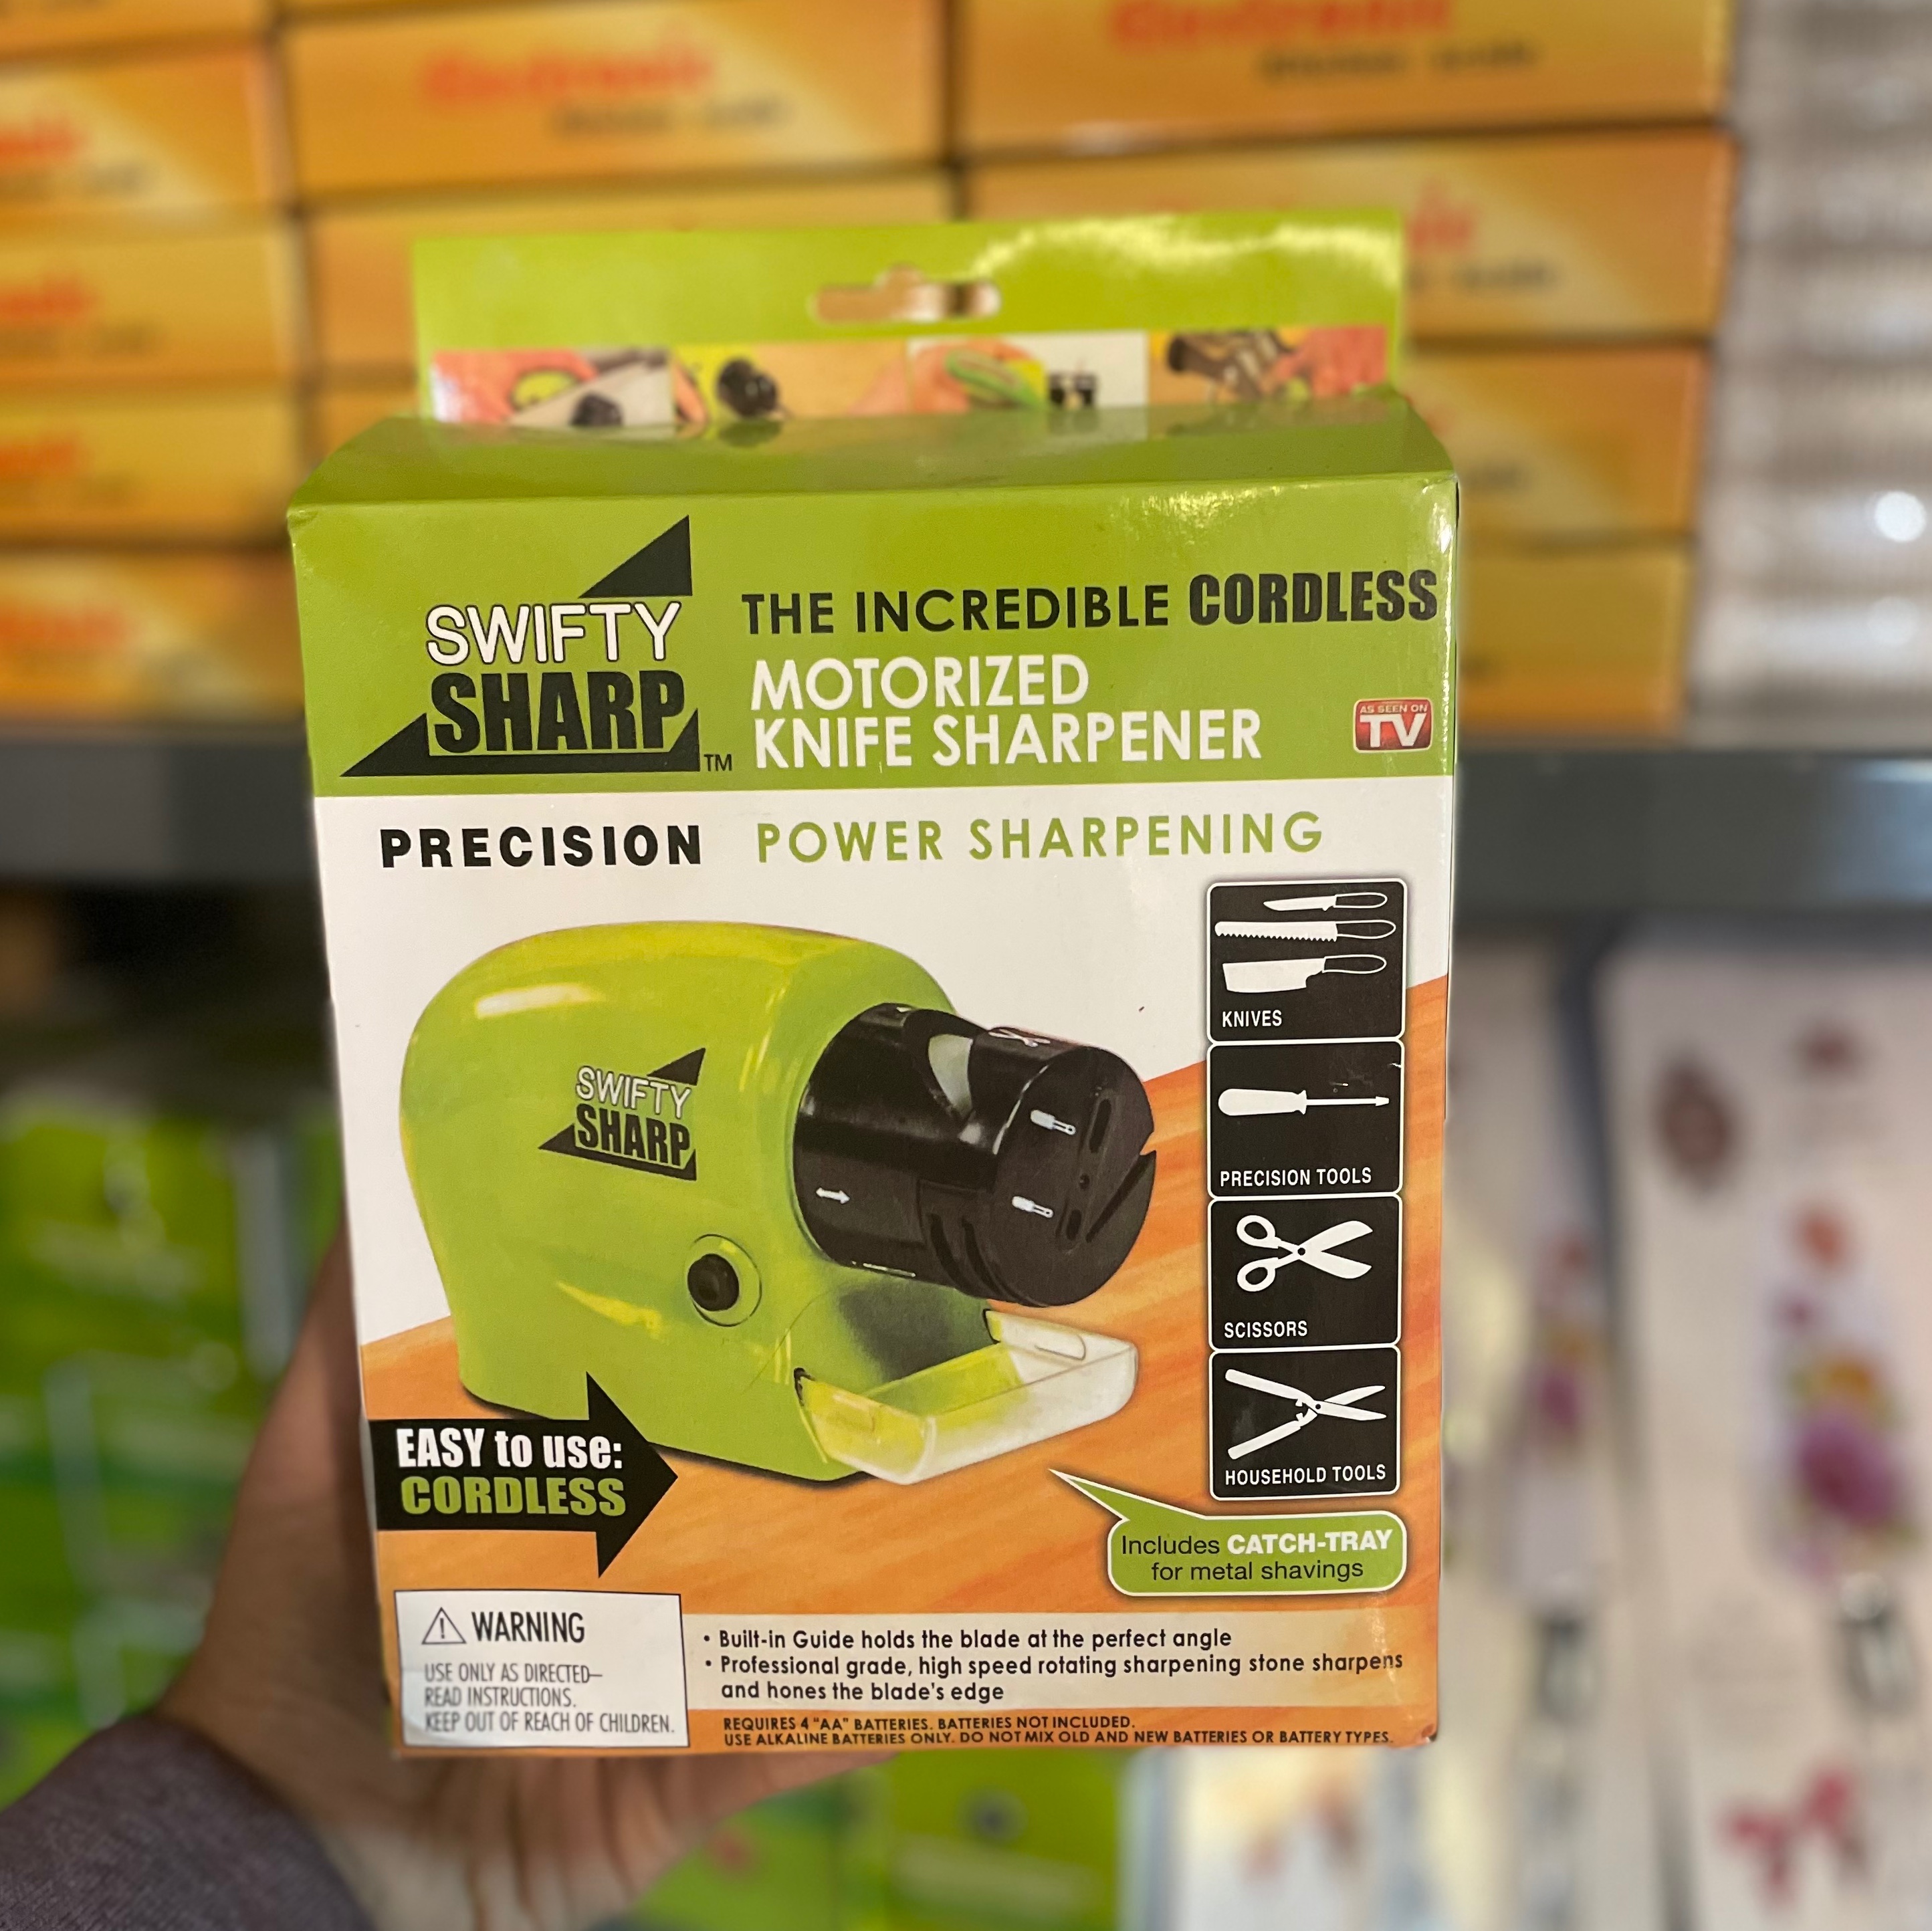 SWIFTY
SHARP
TM
THE INCREDIBLE CORDLESS
MOTORIZED
KNIFE SHARPENER
AS SEEN ON
TV
PRECISION POWER SHARPENING
KNIVES
PRECISION TOOLS
SCISSORS
HOUSEHOLD TOOLS
SWIFTY
SHARP
EASY to use:
CORDLESS
Includes CATCH-TRAY
for metal shavings
WARNING
USE ONLY AS DIRECTED–
READ INSTRUCTIONS.
KEEP OUT OF REACH OF CHILDREN.
• Built-in Guide holds the blade at the perfect angle
• Professional grade, high speed rotating sharpening stone sharpens
and hones the blade's edge
REQUIRES 4 "AA" BATTERIES. BATTERIES NOT INCLUDED.
USE ALKALINE BATTERIES ONLY. DO NOT MIX OLD AND NEW BATTERIES OR BATTERY TYPES.